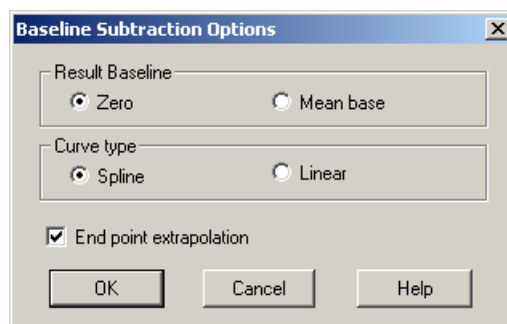 Baseline Subtraction Options
Result Baseline
Zero Mean base
Curve type
Spline Linear
End point extrapolation
OK Cancel Help